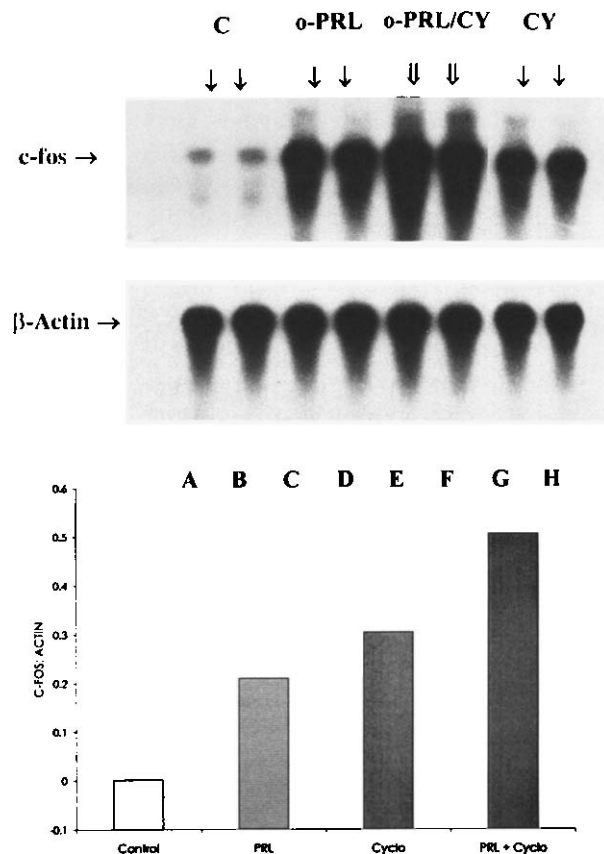 C o-PRL o-PRL/CY CY
↓ ↓ ↓ ↓ ⇓ ⇓ ↓ ↓
c-fos →
β-Actin →
A B C D E F G H
0.6
0.5
0.4
0.3
0.2
0.1
0
-0.1
C-FOS: ACTIN
Control PRL Cyclo PRL + Cyclo